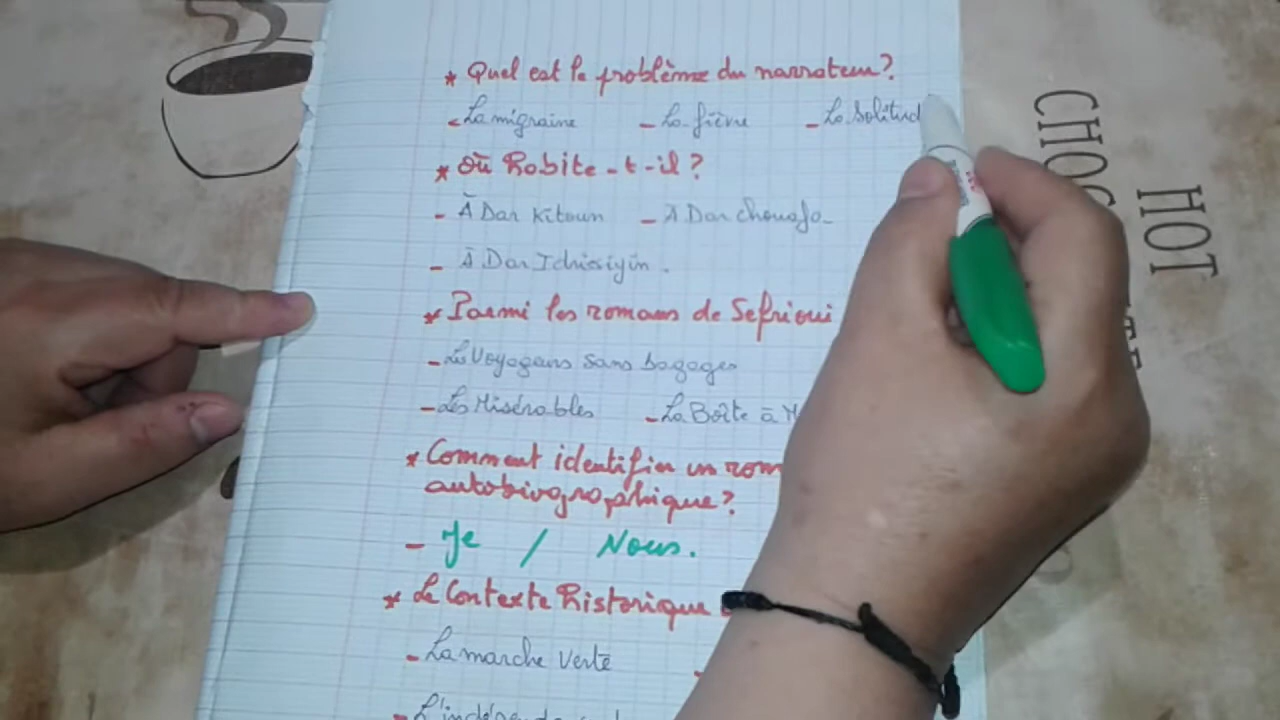 * Quel est le problème du narrateur?
- La migraine - La fièvre - La Solitud
* Où habite-t-il?
- À Dar Kitoun - À Dar chouafa
- À Dar Idrissiyin.
* Parmi les romans de Sefrioui
- Les Voyageurs sans bagages
- Les Misérables - La Boîte à M
* Comment identifier un rom
autobiographique?
- Je / Nous.
* Le Contexte historique
- La marche verte
HOT